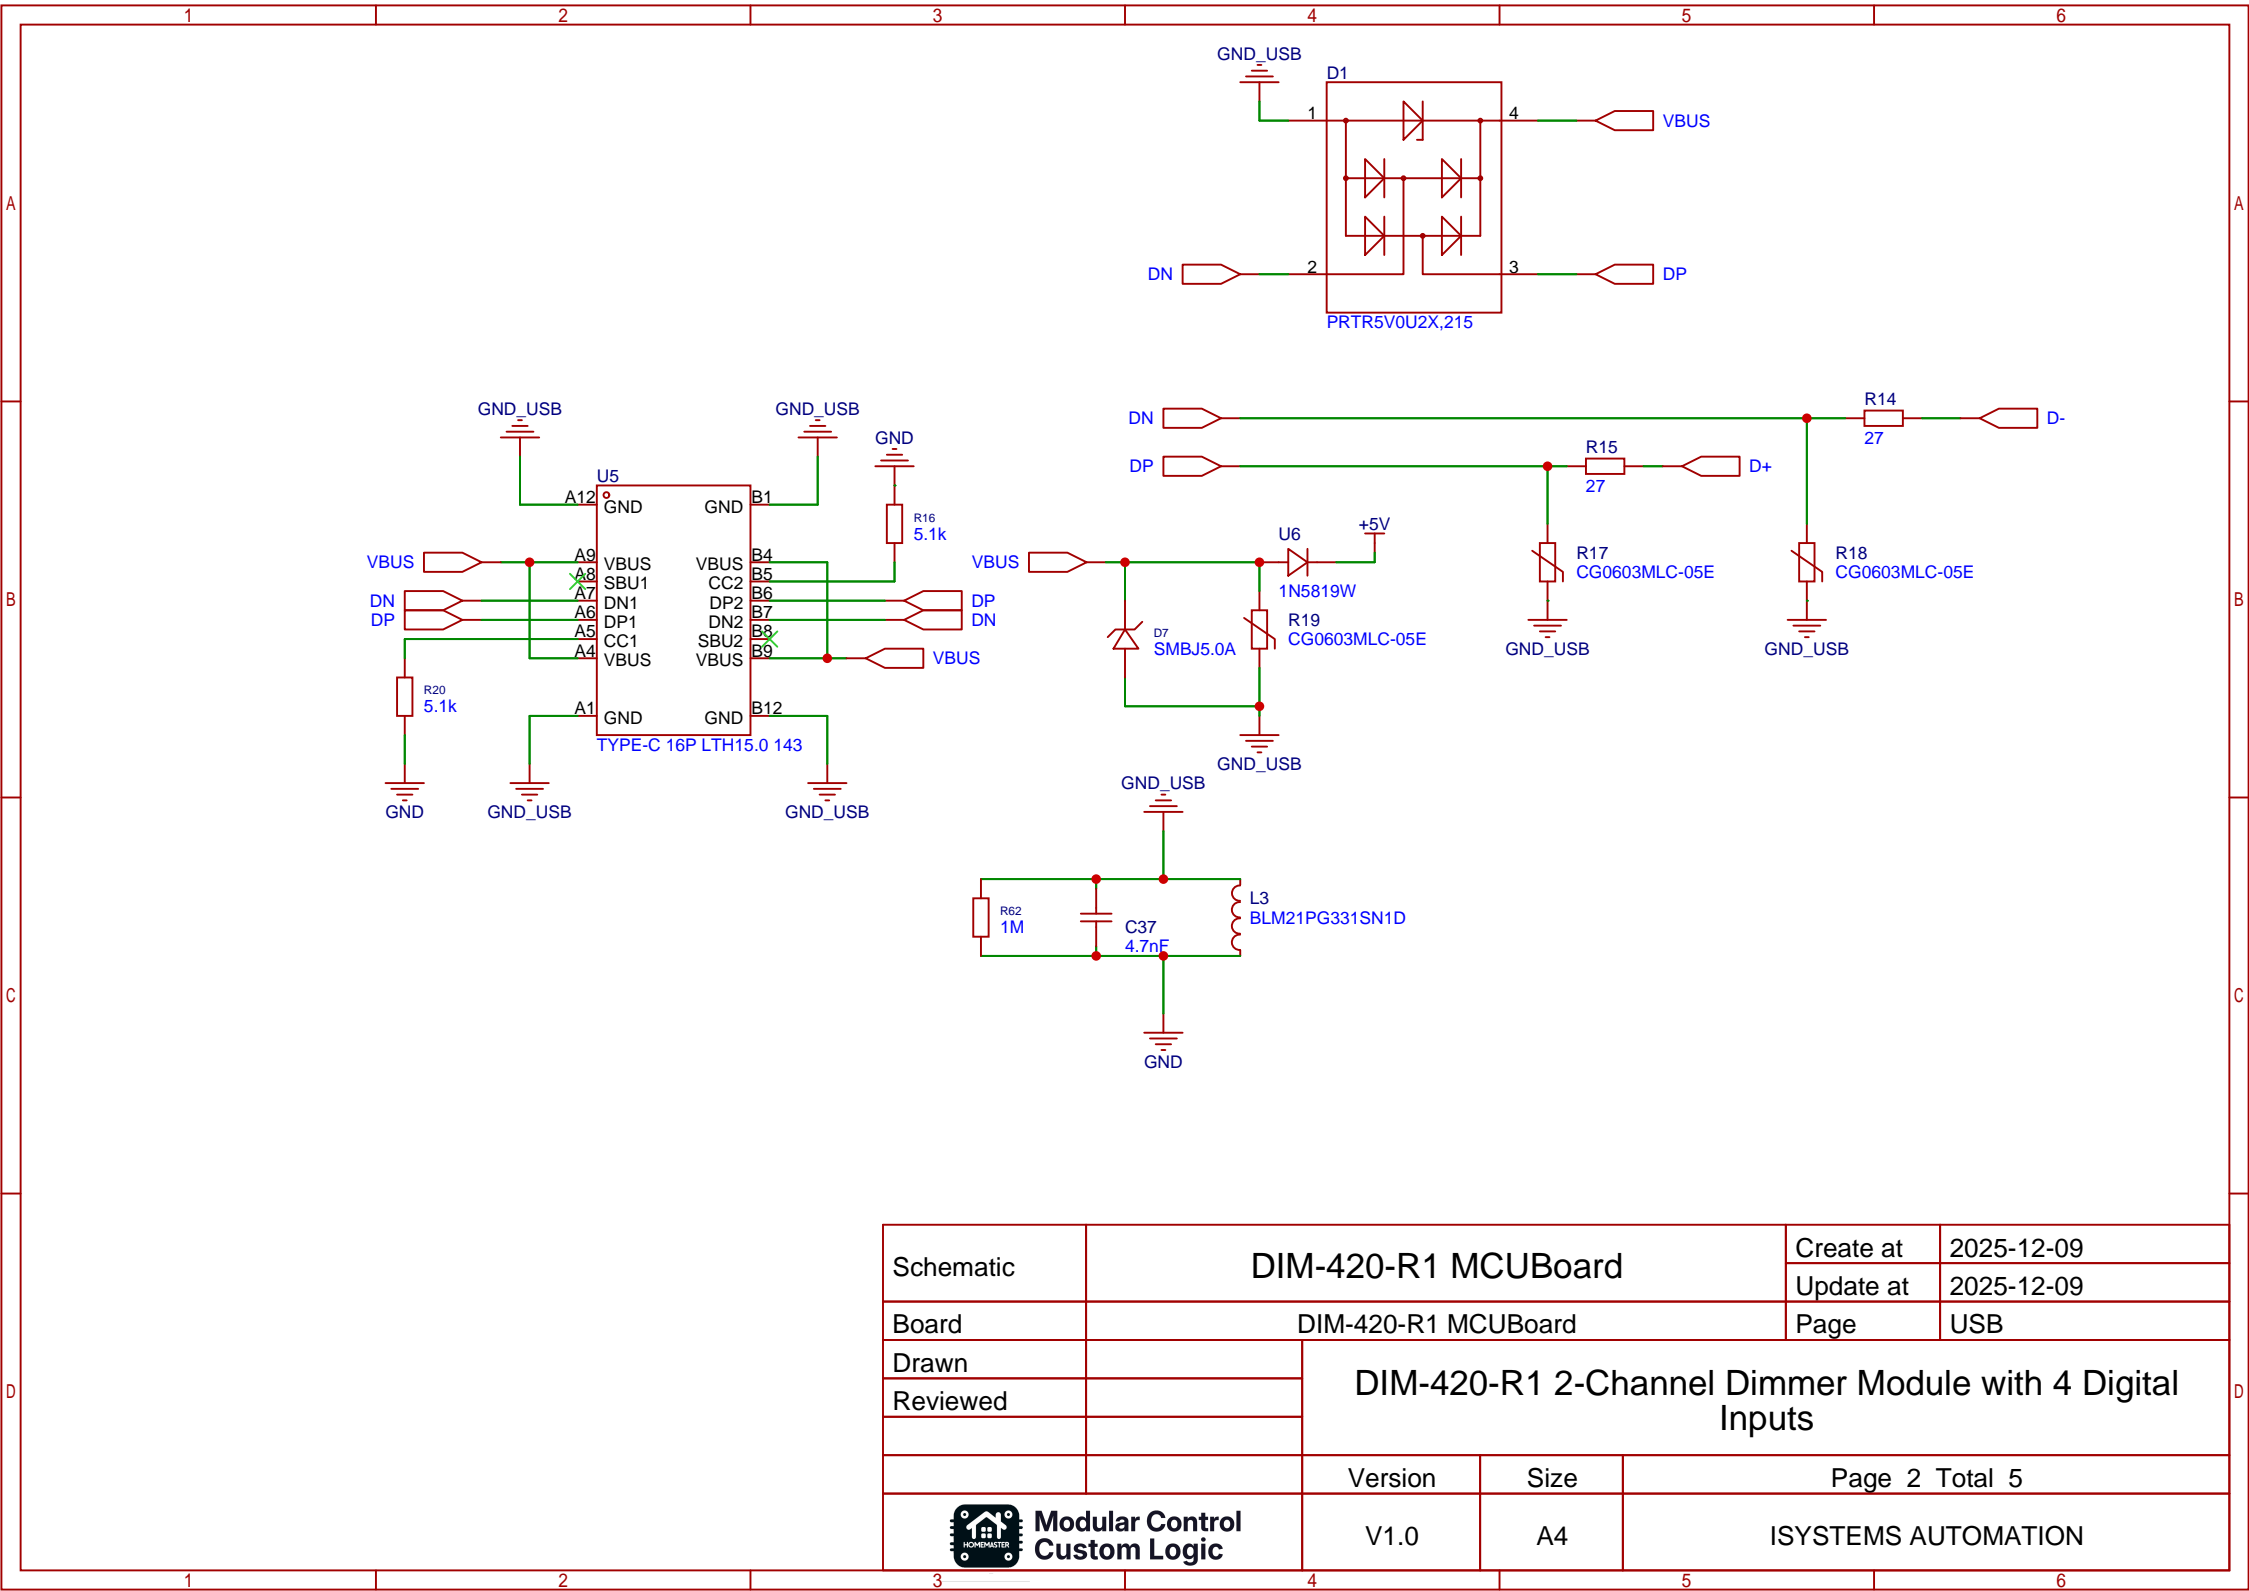 1 2 3 4 5 6
GND_USB
D1
1
4
VBUS
A
A
DN
2
3
DP
PRTR5V0U2X,215
GND_USB
GND_USB
GND
R16
5.1k
U5
A12
GND
GND
B1
VBUS
A9
VBUS
VBUS
B4
A8
SBU1
CC2
B5
DN
A7
DN1
DP2
B6
DP
DP
A6
DP1
DN2
B7
DN
A5
CC1
SBU2
B8
A4
VBUS
VBUS
B9
VBUS
R20
5.1k
A1
GND
GND
B12
TYPE-C 16P LTH15.0 143
GND
GND_USB
GND_USB
DN
R14
27
D-
DP
R15
27
D+
VBUS
U6
1N5819W
+5V
D7
SMBJ5.0A
R19
CG0603MLC-05E
GND_USB
R17
CG0603MLC-05E
GND_USB
R18
CG0603MLC-05E
GND_USB
B
B
GND_USB
R62
1M
C37
4.7nF
L3
BLM21PG331SN1D
GND
C
C
D
D
Schematic
DIM-420-R1 MCUBoard
Create at
2025-12-09
Update at
2025-12-09
Board
DIM-420-R1 MCUBoard
Page
USB
Drawn
Reviewed
DIM-420-R1 2-Channel Dimmer Module with 4 Digital
Inputs
Version
Size
Page 2 Total 5
HOMEMASTER
Modular Control
Custom Logic
V1.0
A4
ISYSTEMS AUTOMATION
1 2 3 4 5 6